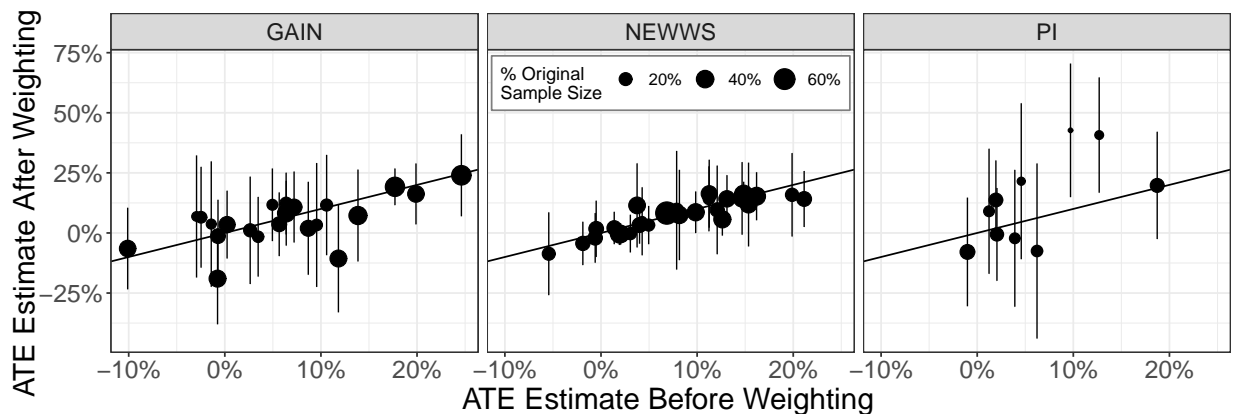 GAIN
NEWWS
PI
ATE Estimate After Weighting
75%
50%
25%
0%
−25%
% Original
Sample Size
20%
40%
60%
−10% 0% 10% 20%
−10% 0% 10% 20%
−10% 0% 10% 20%
ATE Estimate Before Weighting